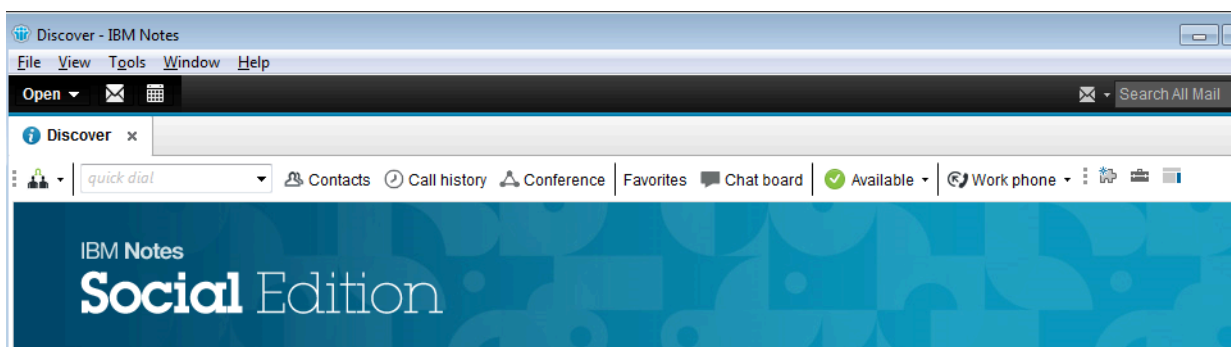 Discover - IBM Notes
File View Tools Window Help
Open Search All Mail
Discover x
quick dial Contacts Call history Conference Favorites Chat board Available Work phone
IBM Notes
Social Edition